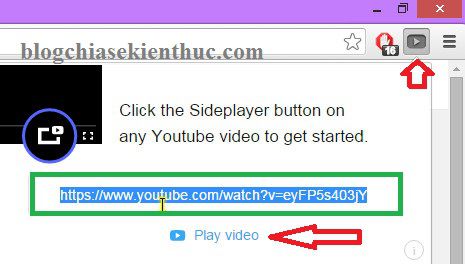 blogchiasekienthuc.com
16
Click the Sideplayer button on
any Youtube video to get started.
https://www.youtube.com/watch?v=eyFP5s403jY
Play video